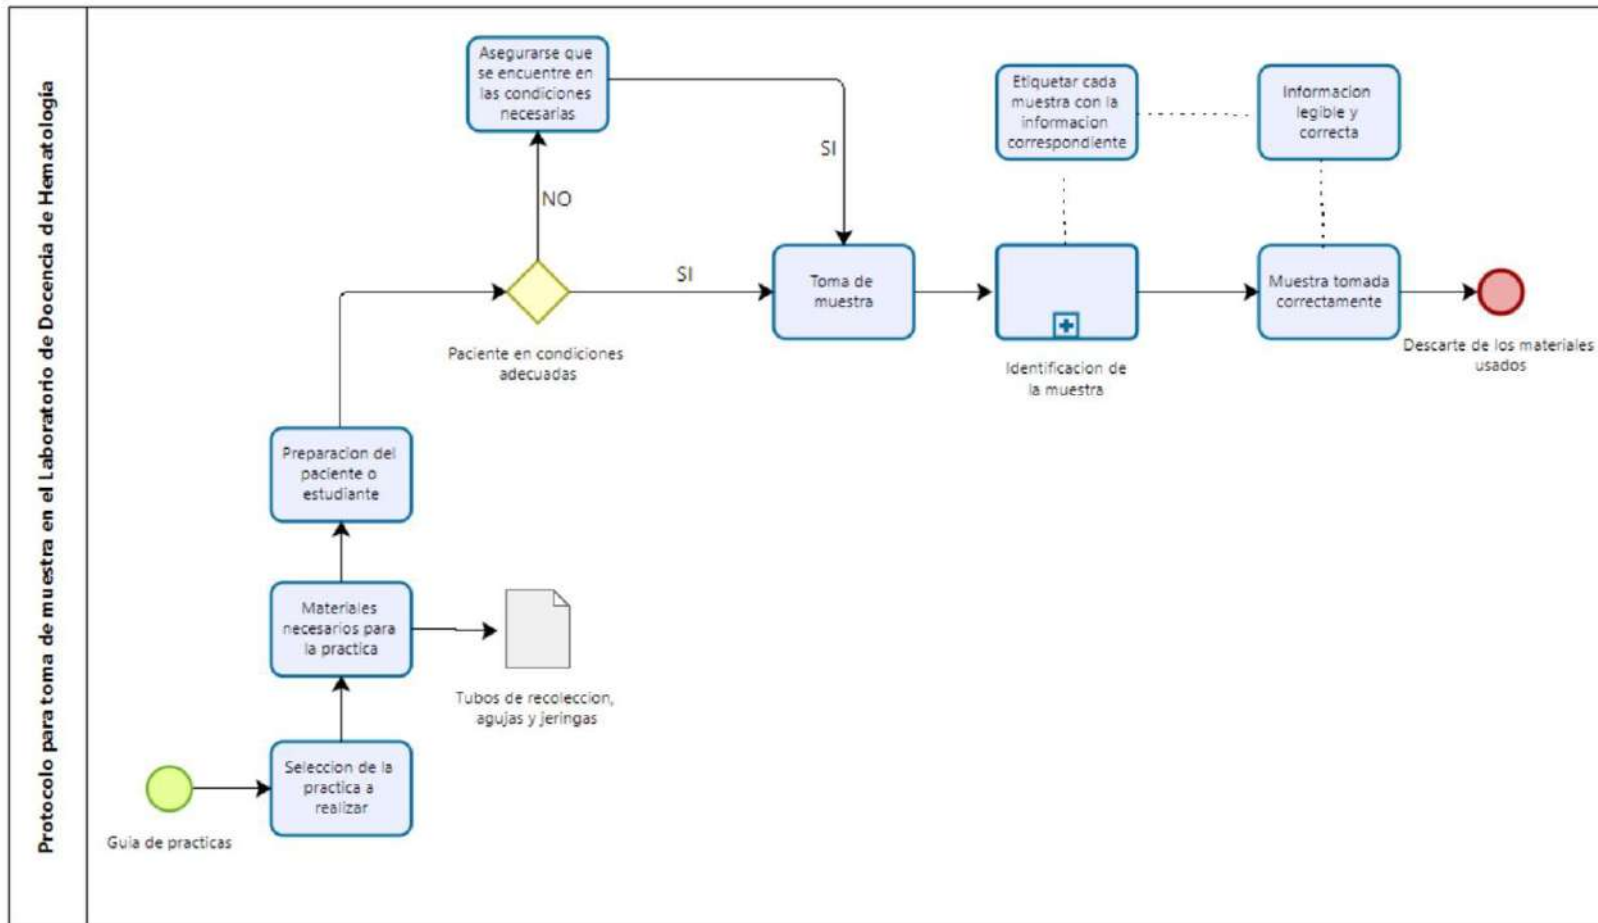 Protocolo para toma de muestra en el Laboratorio de Docencia de Hematología
Asegurarse que
se encuentre en
las condiciones
necesarias
Etiquetar cada
muestra con la
informacion
correspondiente
Informacion
legible y
correcta
SI
NO
SI
Toma de
muestra
Muestra tomada
correctamente
Paciente en condiciones
adecuadas
Identificacion de
la muestra
Descarte de los materiales
usados
Preparacion del
paciente o
estudiante
Materiales
necesarios para
la practica
Tubos de recoleccion,
agujas y jeringas
Seleccion de la
practica a
realizar
Guia de practicas